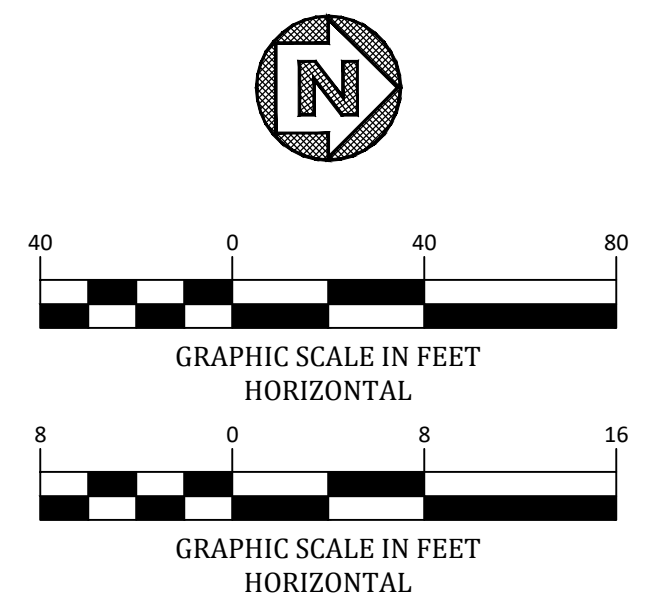 N
40 0 40 80
GRAPHIC SCALE IN FEET
HORIZONTAL
8 0 8 16
GRAPHIC SCALE IN FEET
HORIZONTAL